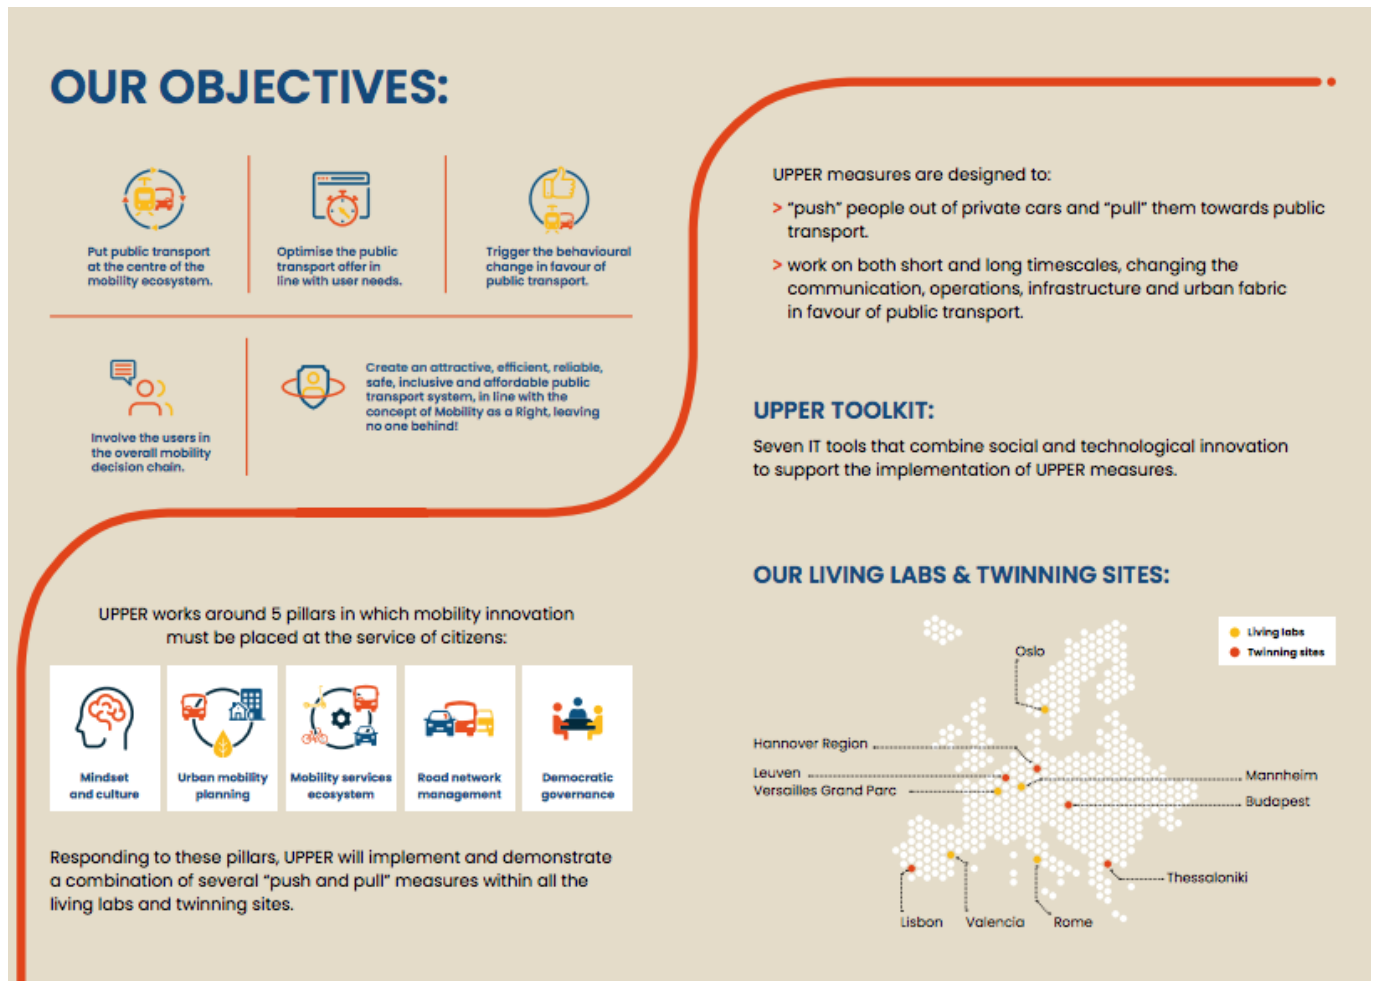 OUR OBJECTIVES:
Put public transport
at the centre of the
mobility ecosystem.
Optimise the public
transport offer in
line with user needs.
Trigger the behavioural
change in favour of
public transport.
Involve the users in
the overall mobility
decision chain.
Create an attractive, efficient, reliable,
safe, inclusive and affordable public
transport system, in line with the
concept of Mobility as a Right, leaving
no one behind!
UPPER works around 5 pillars in which mobility innovation
must be placed at the service of citizens:
Mindset
and culture
Urban mobility
planning
Mobility services
ecosystem
Road network
management
Democratic
governance
Responding to these pillars, UPPER will implement and demonstrate
a combination of several “push and pull” measures within all the
living labs and twinning sites.
UPPER measures are designed to:
> “push” people out of private cars and “pull” them towards public
transport.
> work on both short and long timescales, changing the
communication, operations, infrastructure and urban fabric
in favour of public transport.
UPPER TOOLKIT:
Seven IT tools that combine social and technological innovation
to support the implementation of UPPER measures.
OUR LIVING LABS & TWINNING SITES:
Living labs
Twinning sites
Oslo
Hannover Region
Leuven
Versailles Grand Parc
Mannheim
Budapest
Thessaloniki
Lisbon
Valencia
Rome